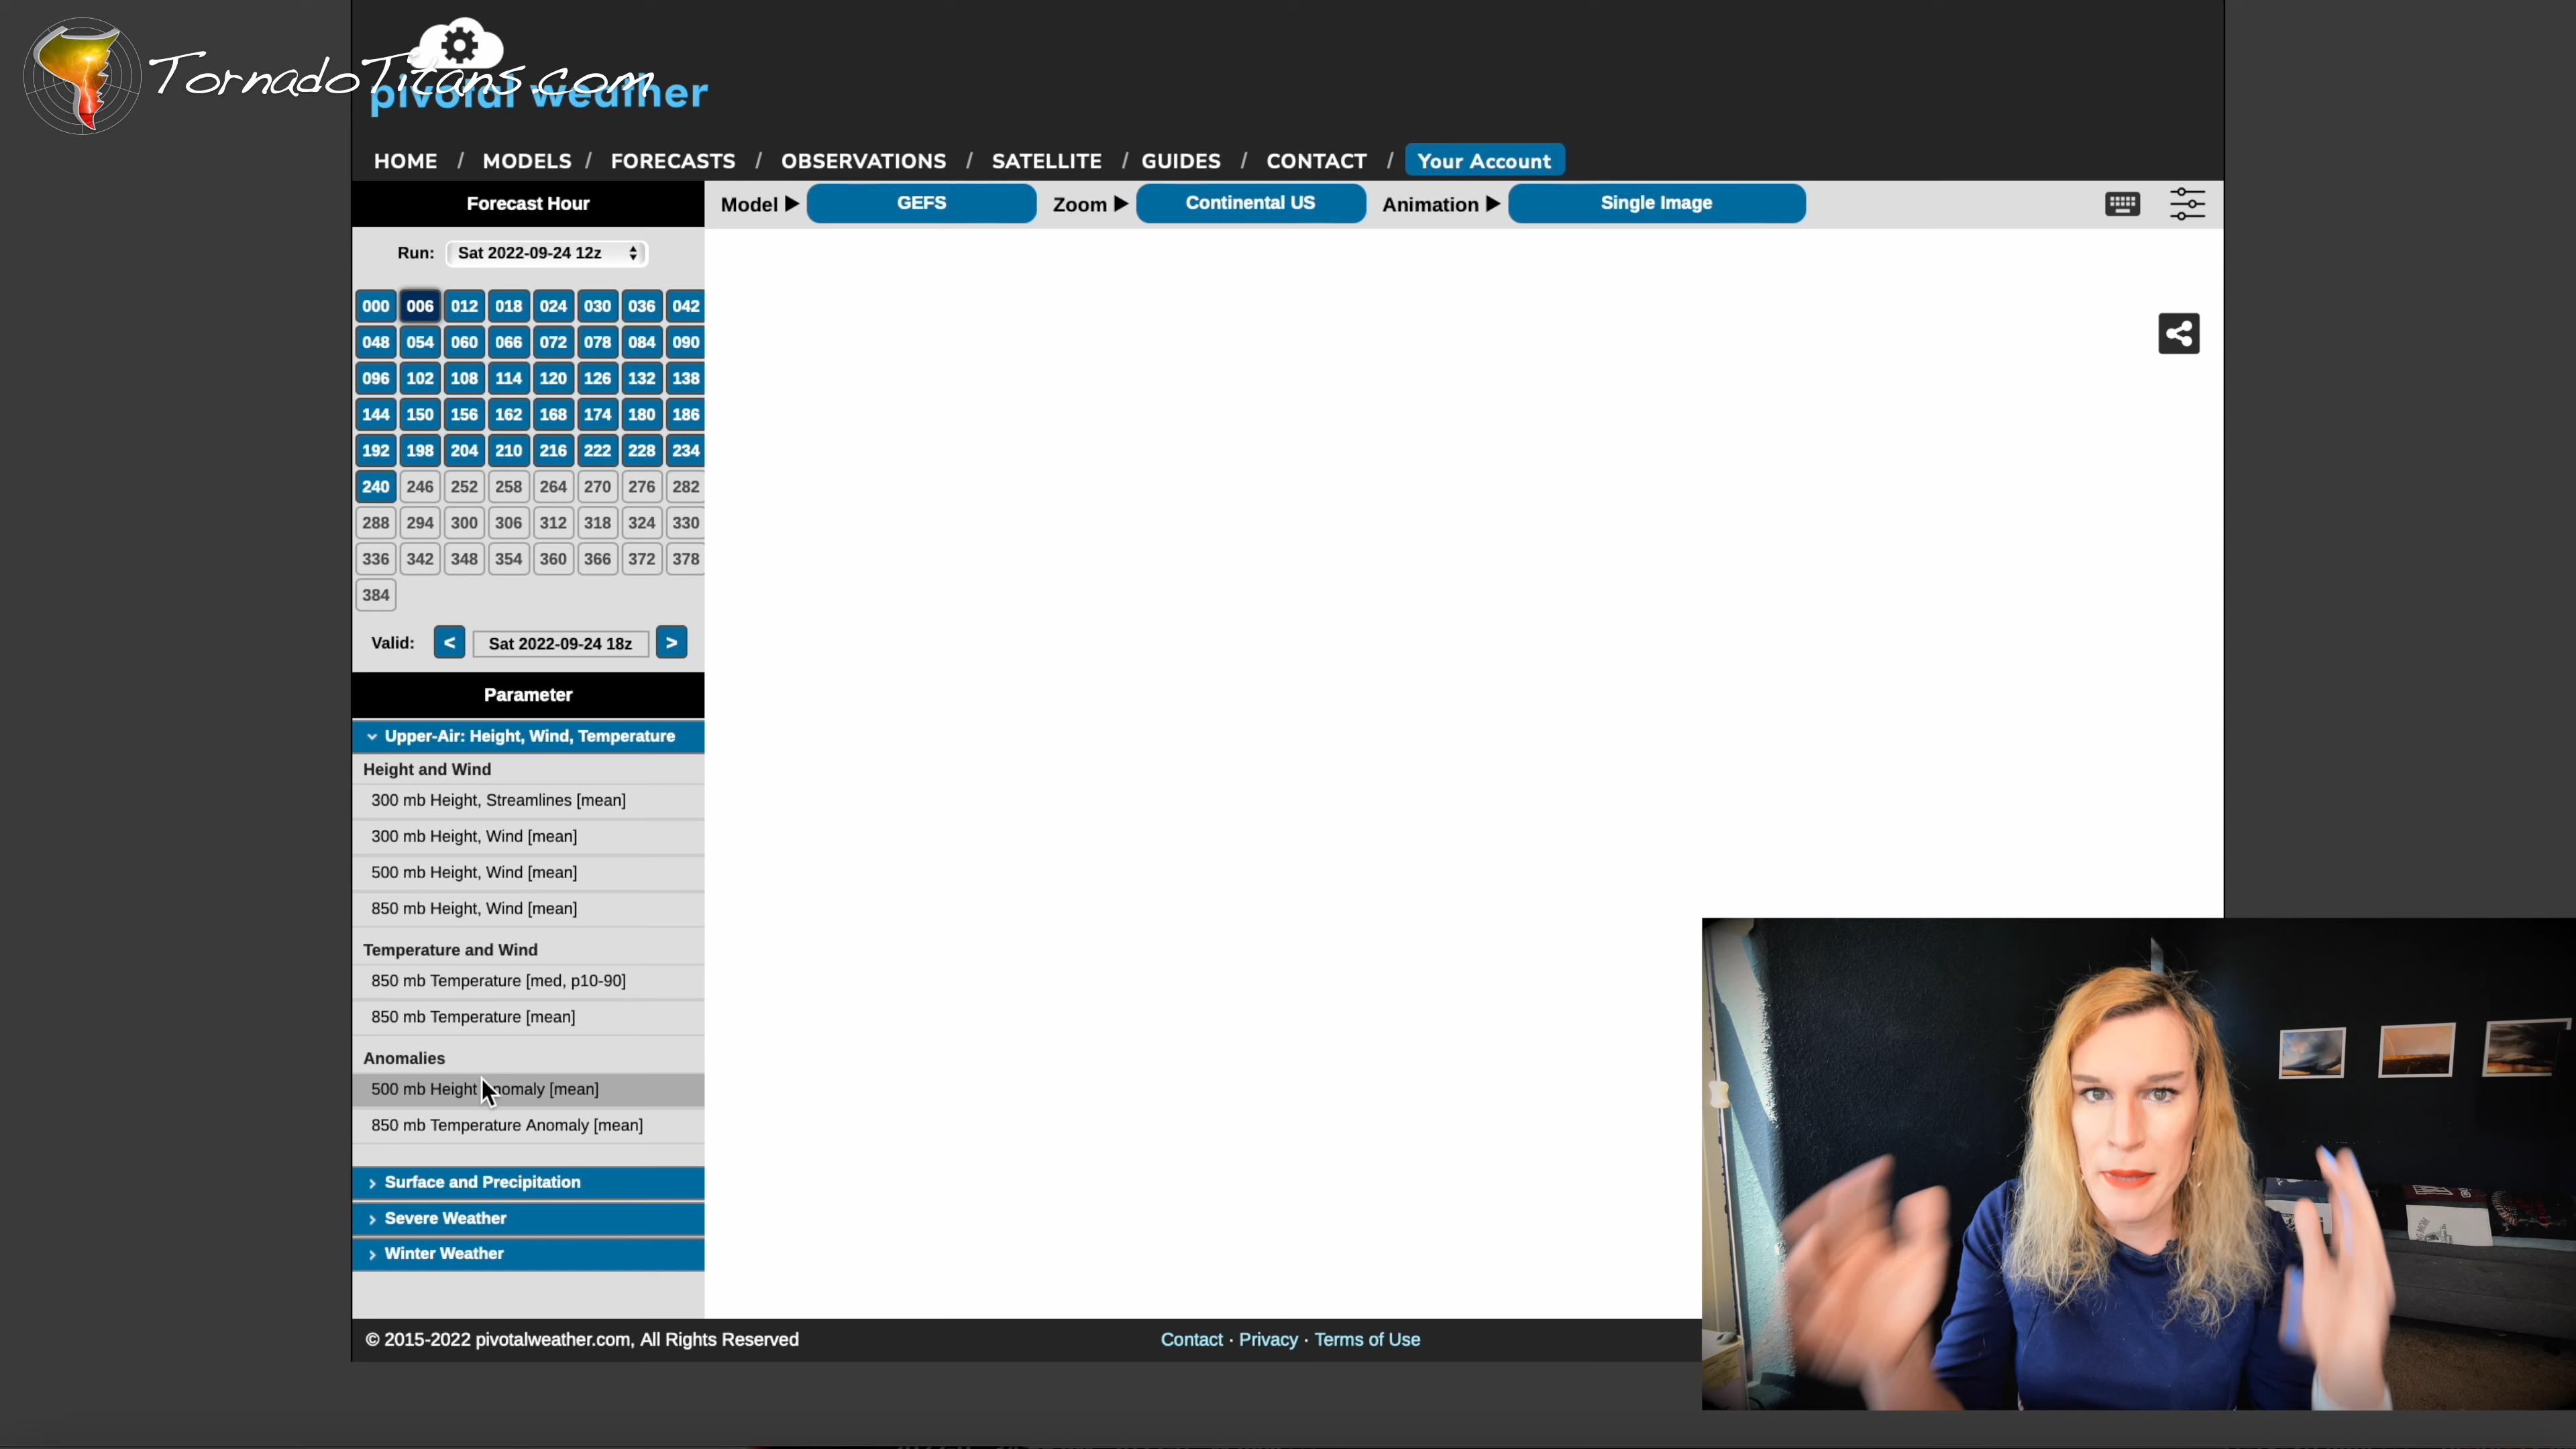 TornadoTitans.com
pivotal weather
HOME / MODELS / FORECASTS / OBSERVATIONS / SATELLITE / GUIDES / CONTACT / Your Account
Forecast Hour
Model ▶ GEFS Zoom ▶ Continental US Animation ▶ Single Image
Run: Sat 2022-09-24 12z
000 006 012 018 024 030 036 042
048 054 060 066 072 078 084 090
096 102 108 114 120 126 132 138
144 150 156 162 168 174 180 186
192 198 204 210 216 222 228 234
240 246 252 258 264 270 276 282
288 294 300 306 312 318 324 330
336 342 348 354 360 366 372 378
384
Valid: < Sat 2022-09-24 18z >
Parameter
Upper-Air: Height, Wind, Temperature
Height and Wind
300 mb Height, Streamlines [mean]
300 mb Height, Wind [mean]
500 mb Height, Wind [mean]
850 mb Height, Wind [mean]
Temperature and Wind
850 mb Temperature [med, p10-90]
850 mb Temperature [mean]
Anomalies
500 mb Height Anomaly [mean]
850 mb Temperature Anomaly [mean]
Surface and Precipitation
Severe Weather
Winter Weather
© 2015-2022 pivotalweather.com, All Rights Reserved
Contact · Privacy · Terms of Use